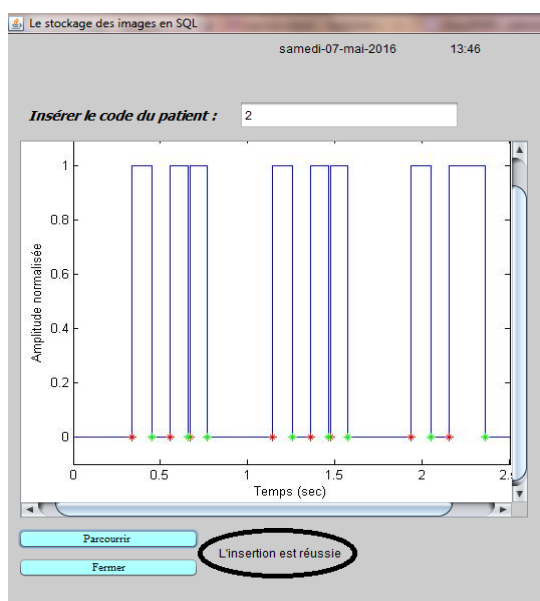 Le stockage des images en SQL
samedi-07-mai-2016 13:46
Insérer le code du patient : 2
1
0.8
0.6
0.4
0.2
0
Amplitude normalisée
0 0.5 1 1.5 2 2.
Temps (sec)
Parcourrir
L'insertion est réussie
Fermer